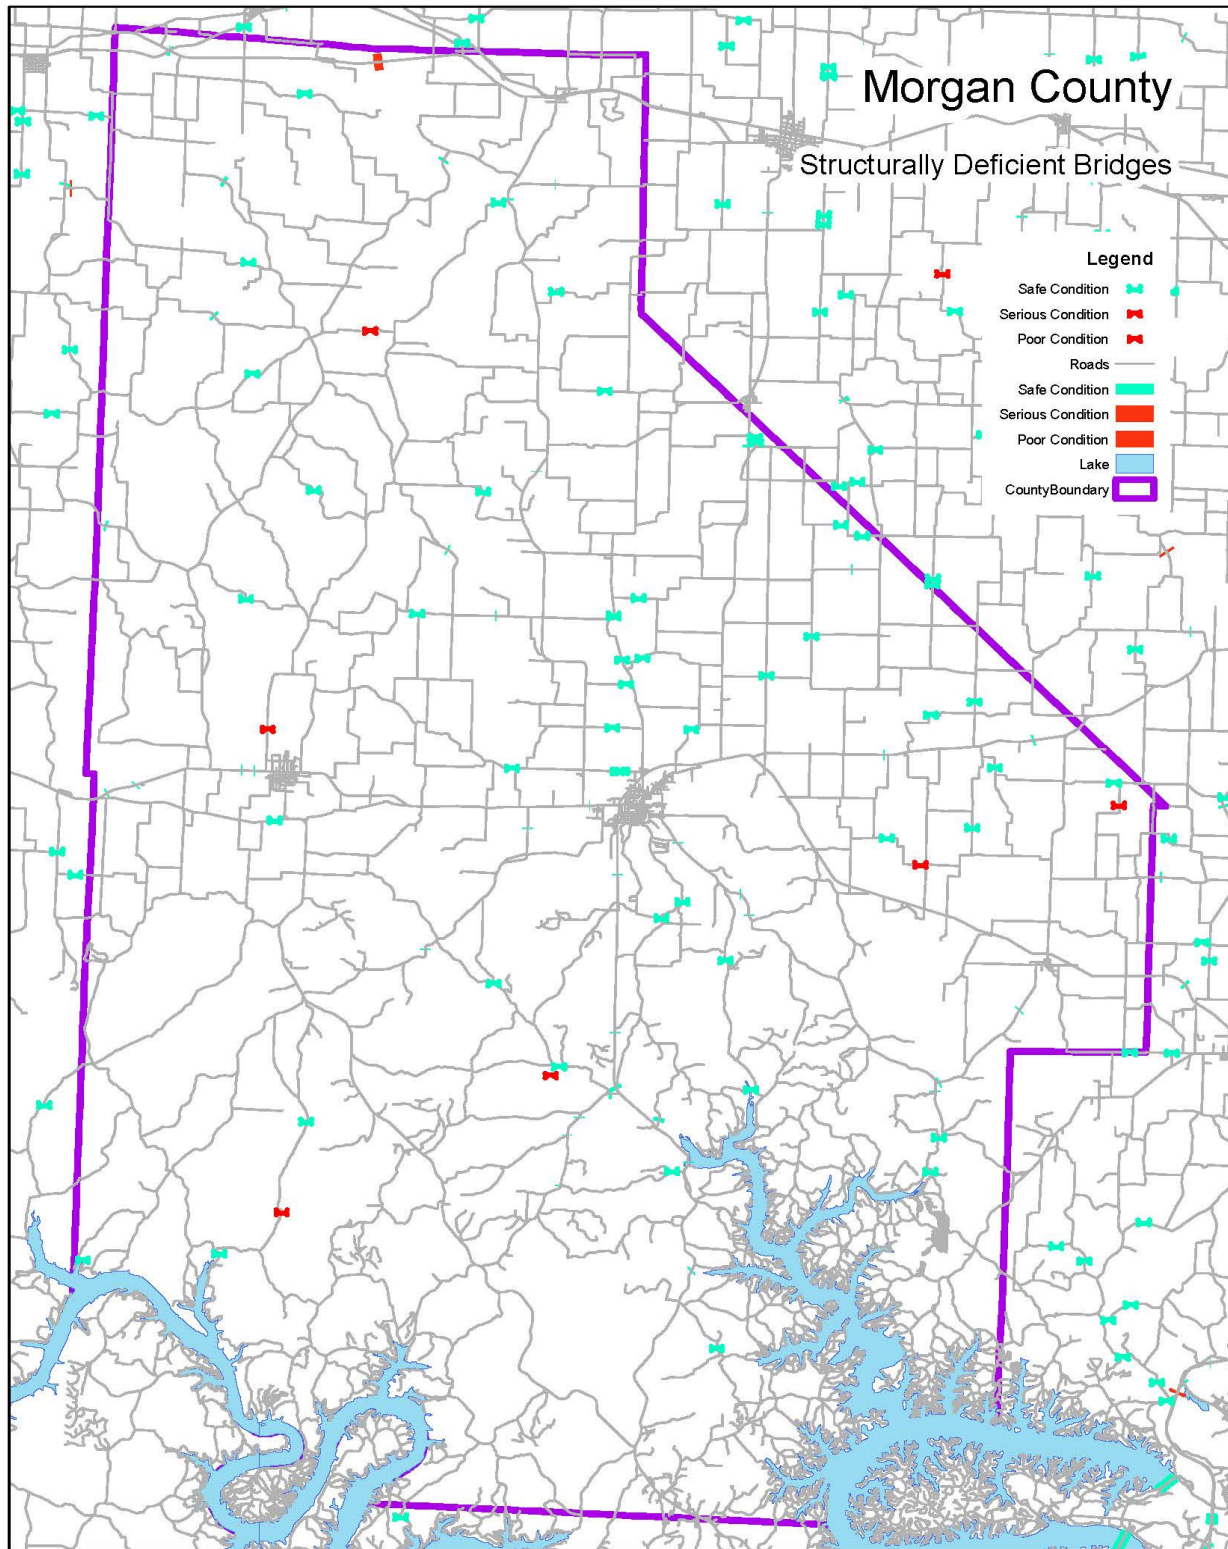 Morgan County
Structurally Deficient Bridges
Legend
Safe Condition
Serious Condition
Poor Condition
Roads
Safe Condition
Serious Condition
Poor Condition
Lake
CountyBoundary